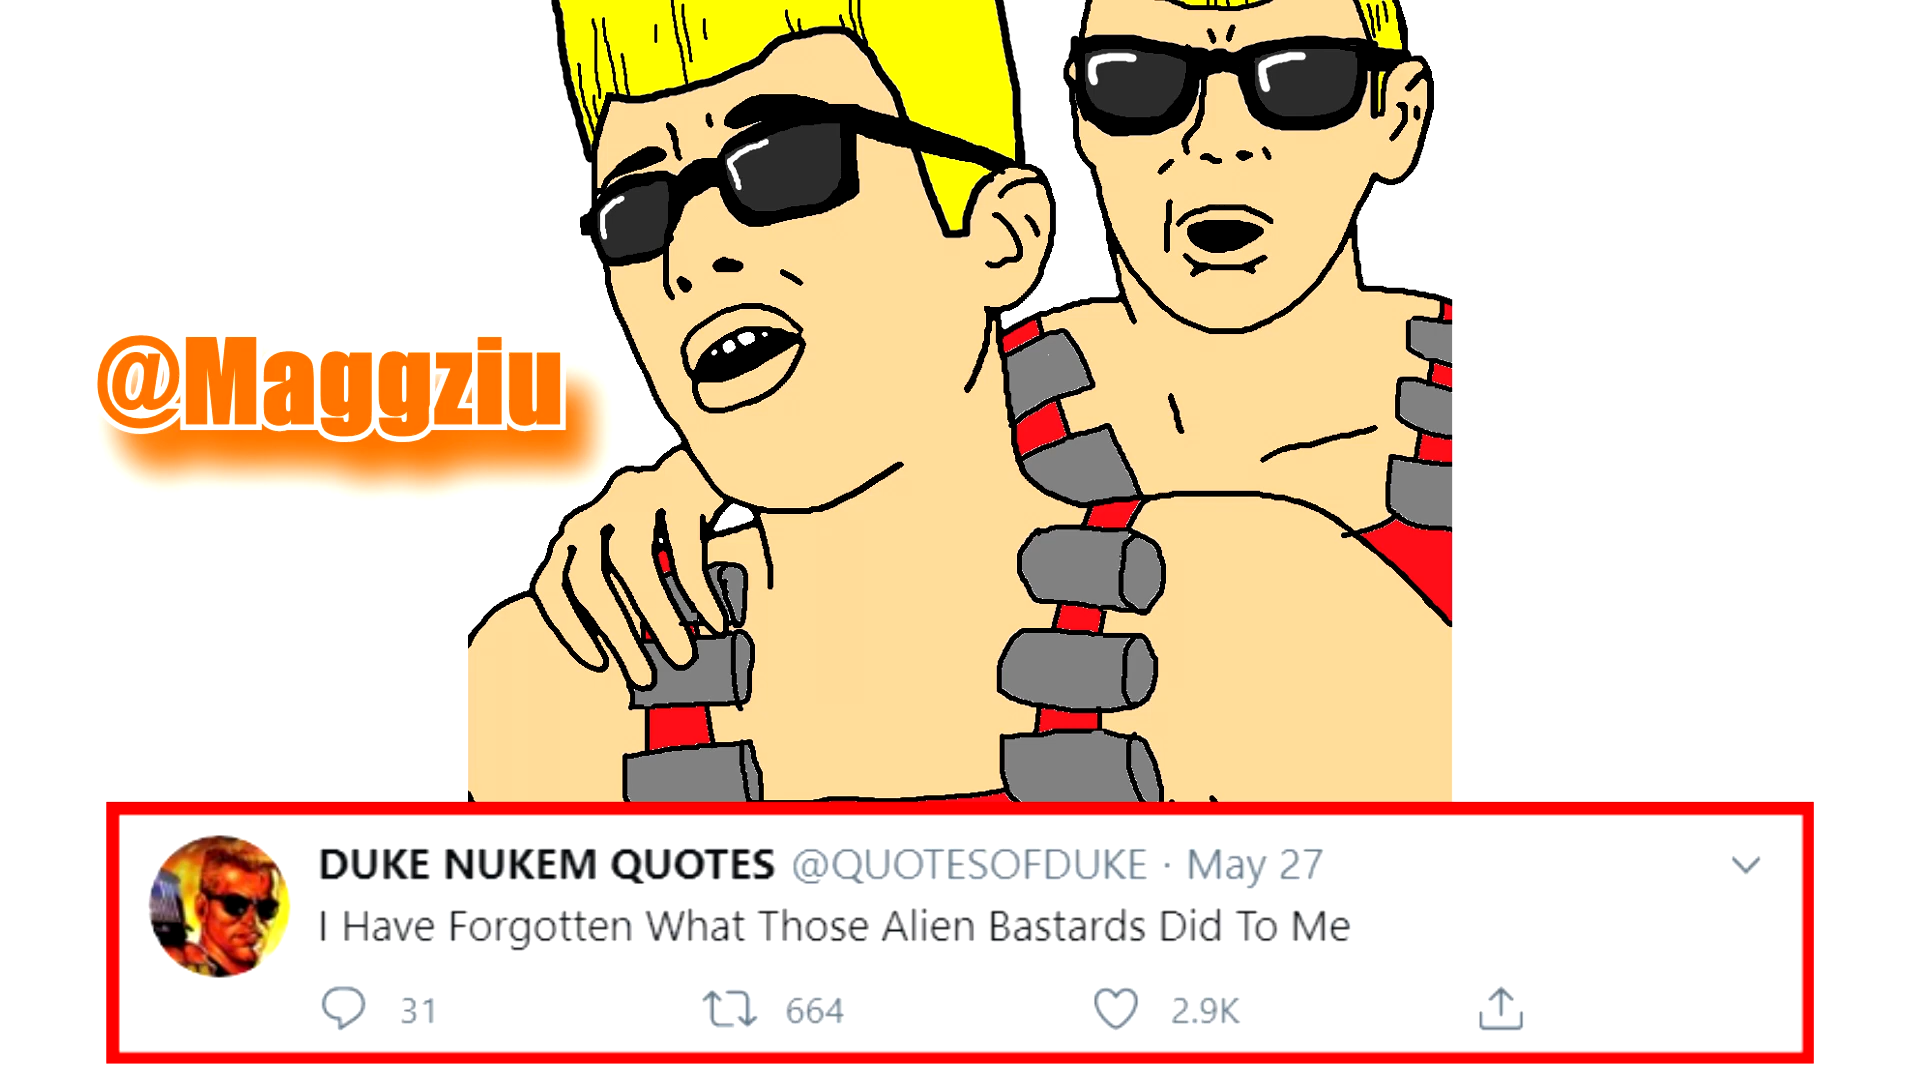 @Maggziu
DUKE NUKEM QUOTES @QUOTESOFDUKE · May 27
I Have Forgotten What Those Alien Bastards Did To Me
31 664 2.9K